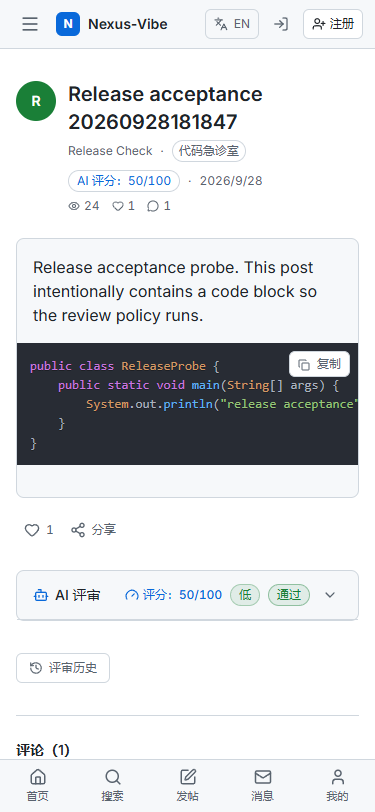 N Nexus-Vibe EN 注册
R
Release acceptance
20260928181847
Release Check · 代码急诊室
AI 评分：50/100 · 2026/9/28
24 1 1
Release acceptance probe. This post
intentionally contains a code block so
the review policy runs.
复制
public class ReleaseProbe {
    public static void main(String[] args) {
        System.out.println("release acceptance"
    }
}
1 分享
AI 评审 评分：50/100 低 通过
评审历史
评论（1）
首页 搜索 发帖 消息 我的